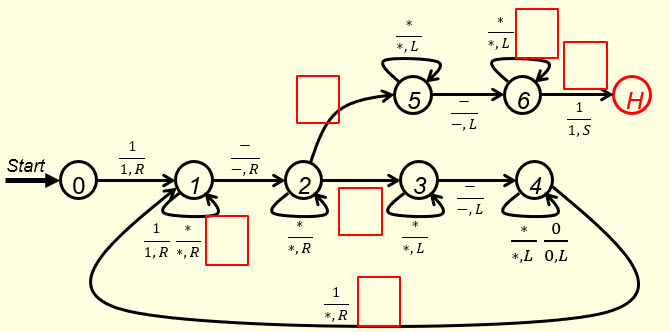 *
*, L
*
*, L
5
6
H
−
−, L
1
1, S
Start
0
1
1, R
1
−
−, R
2
3
−
−, L
4
1
1, R
*
*, R
*
*, R
*
*, L
*
*, L
0
0, L
1
*, R